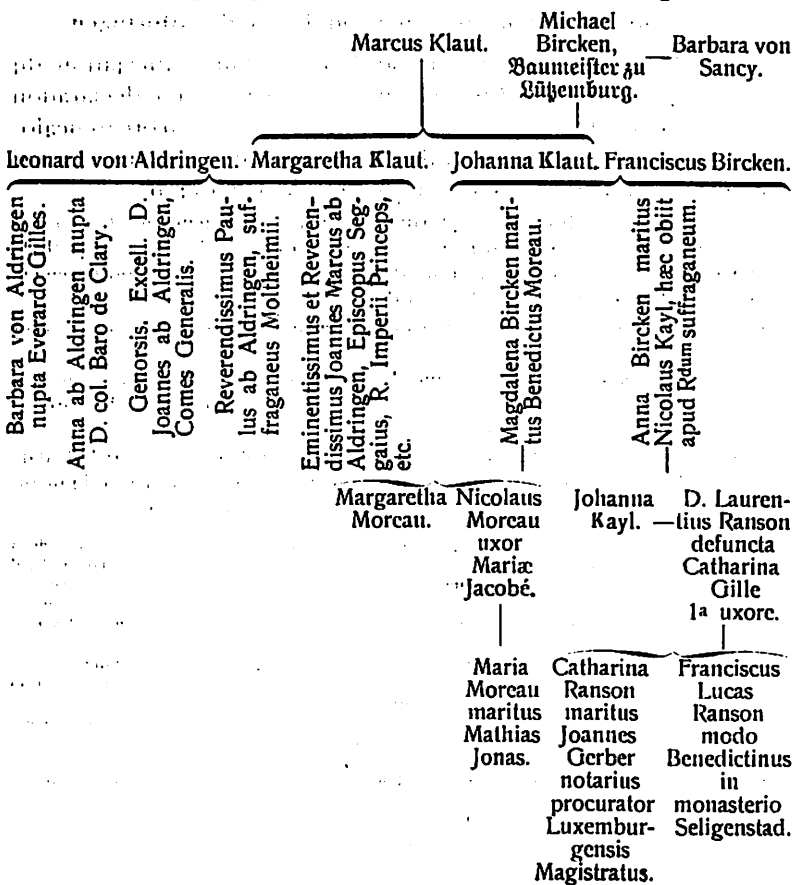 Marcus Klaut.
Michael
Bircken,
Baumeiſter zu
Lützemburg.
— Barbara von
Sancy.
Leonard von Aldringen. Margaretha Klaut. Johanna Klaut. Franciscus Bircken.
Barbara von Aldringen
nupta Everardo Gilles.
Anna ab Aldringen nupta
D. col. Baro de Clary.
Genorsis. Excell. D.
Joannes ab Aldringen,
Comes Generalis.
Reverendissimus Pau-
lus ab Aldringen, suf-
fraganeus Moltheimii.
Eminentissimus et Reveren-
dissimus Joannes Marcus ab
Aldringen, Episcopus Seg-
gaius, R. Imperii Princeps,
etc.
Magdalena Bircken mari-
tus Benedictus Moreau.
Anna Bircken maritus
Nicolaus Kayl, hæc obiit
apud Rdum suffraganeum.
Margaretha
Moreau.
Nicolaus
Moreau
uxor
Mariæ
Jacobé.
Johanna
Kayl.
— D. Lauren-
tius Ranson
defuncta
Catharina
Gille
1a uxore.
Maria
Moreau
maritus
Mathias
Jonas.
Catharina
Ranson
maritus
Joannes
Gerber
notarius
procurator
Luxembur-
gensis
Magistratus.
Franciscus
Lucas
Ranson
modo
Benedictinus
in
monasterio
Seligenstad.